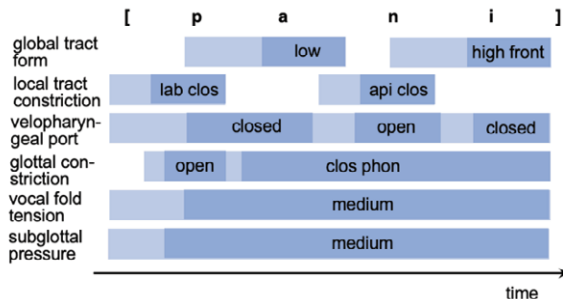 [ p a n i ]
global tract
form
low
high front
local tract
constriction
lab clos
api clos
velopharyn-
geal port
closed
open
closed
glottal con-
striction
open
clos phon
vocal fold
tension
medium
subglottal
pressure
medium
time